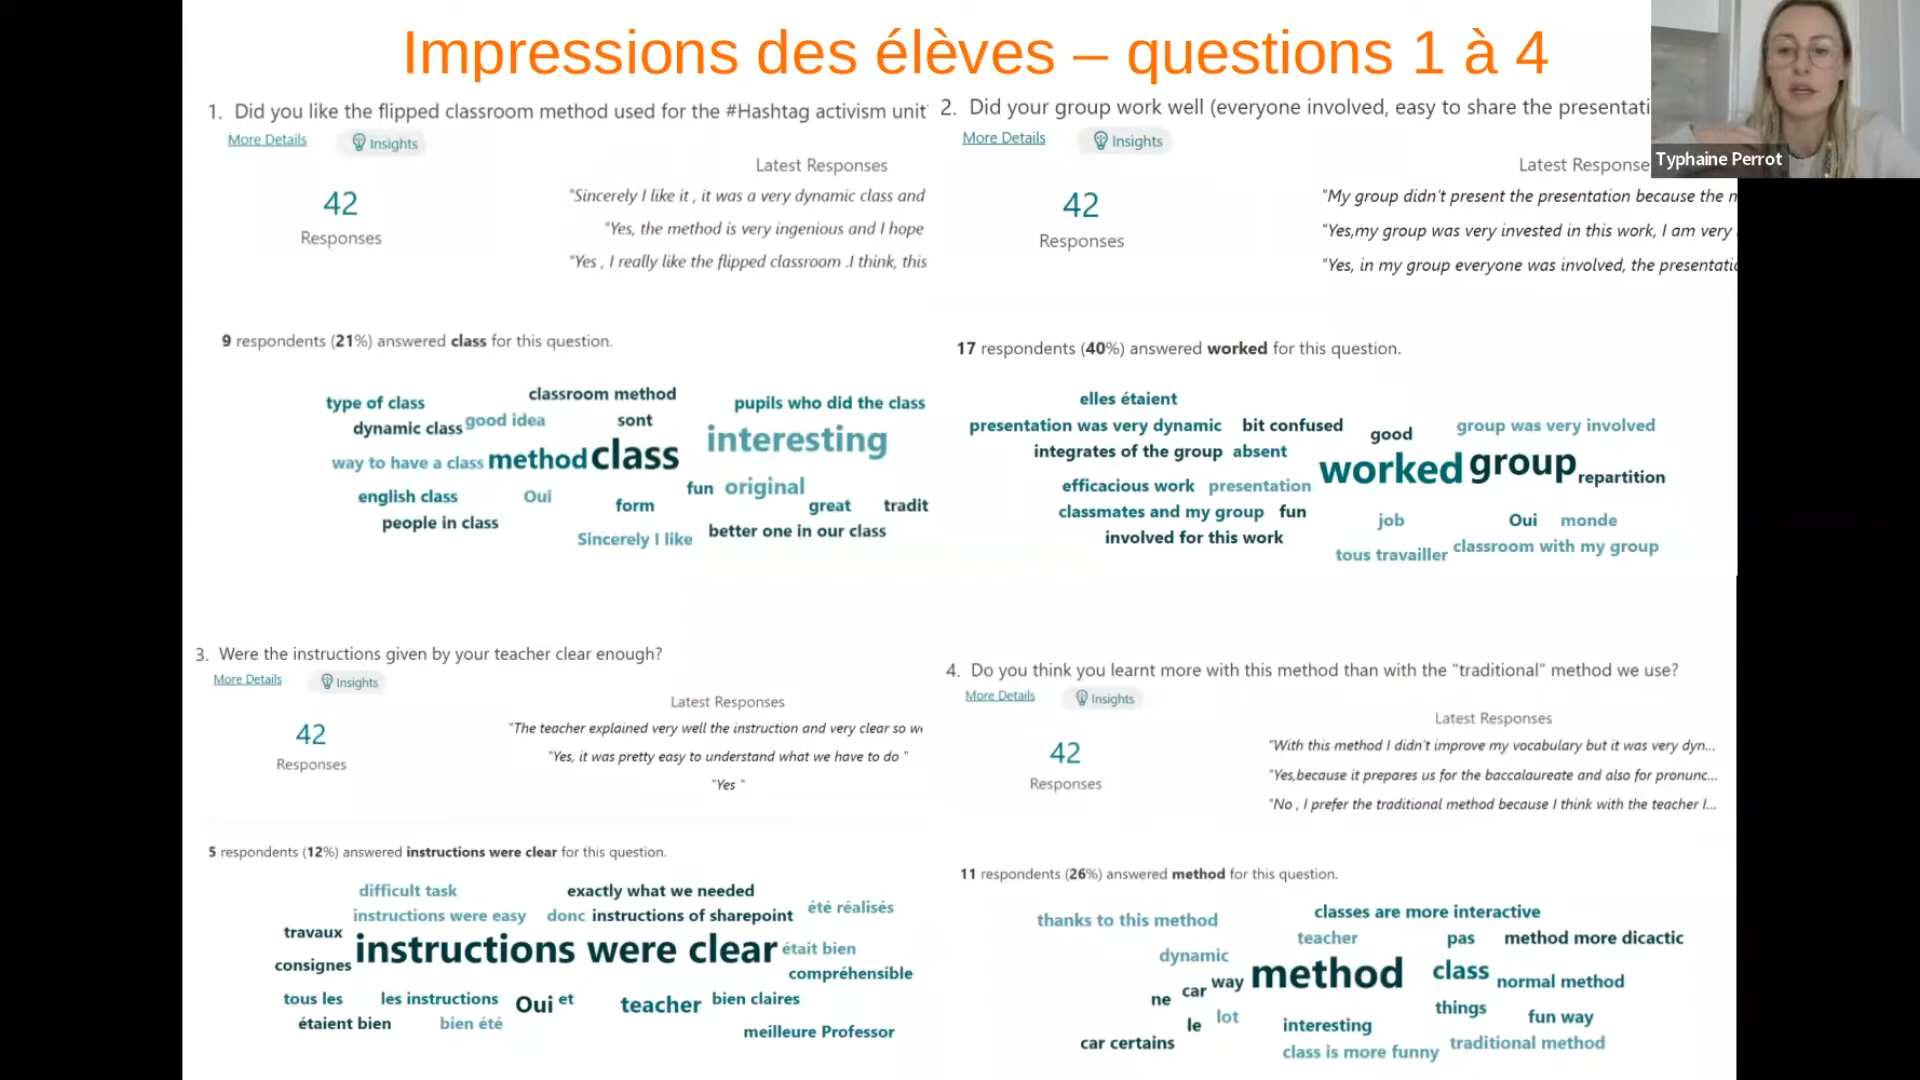 Impressions des élèves – questions 1 à 4
1. Did you like the flipped classroom method used for the #Hashtag activism unit
More Details
Insights
42
Responses
Latest Responses
"Sincerely I like it , it was a very dynamic class and
"Yes, the method is very ingenious and I hope
"Yes , I really like the flipped classroom .I think, this
9 respondents (21%) answered class for this question.
type of class
classroom method
pupils who did the class
dynamic class
good idea
sont
interesting
way to have a class
method
class
english class
Oui
form
fun
original
great
tradit
people in class
Sincerely I like
better one in our class
2. Did your group work well (everyone involved, easy to share the presentati
More Details
Insights
42
Responses
Latest Response
"My group didn't present the presentation because the
"Yes,my group was very invested in this work, I am very
"Yes, in my group everyone was involved, the presentatic
17 respondents (40%) answered worked for this question.
elles étaient
presentation was very dynamic
bit confused
good
group was very involved
integrates of the group
absent
worked
group
repartition
efficacious work
presentation
classmates and my group
fun
job
Oui
monde
involved for this work
tous travailler
classroom with my group
Typhaine Perrot
3. Were the instructions given by your teacher clear enough?
More Details
Insights
42
Responses
Latest Responses
"The teacher explained very well the instruction and very clear so
"Yes, it was pretty easy to understand what we have to do "
"Yes "
5 respondents (12%) answered instructions were clear for this question.
difficult task
exactly what we needed
instructions were easy
donc
instructions of sharepoint
été réalisés
travaux
instructions were clear
était bien
consignes
compréhensible
tous les
les instructions
Oui
et
teacher
bien claires
étaient bien
bien été
meilleure Professor
4. Do you think you learnt more with this method than with the "traditional" method we use?
More Details
Insights
42
Responses
Latest Responses
"With this method I didn't improve my vocabulary but it was very dyn...
"Yes,because it prepares us for the baccalaureate and also for pronunc...
"No , I prefer the traditional method because I think with the teacher I...
11 respondents (26%) answered method for this question.
thanks to this method
classes are more interactive
teacher
pas
method more dicactic
dynamic
way
method
class
normal method
ne
car
things
fun way
le
lot
interesting
car certains
class is more funny
traditional method